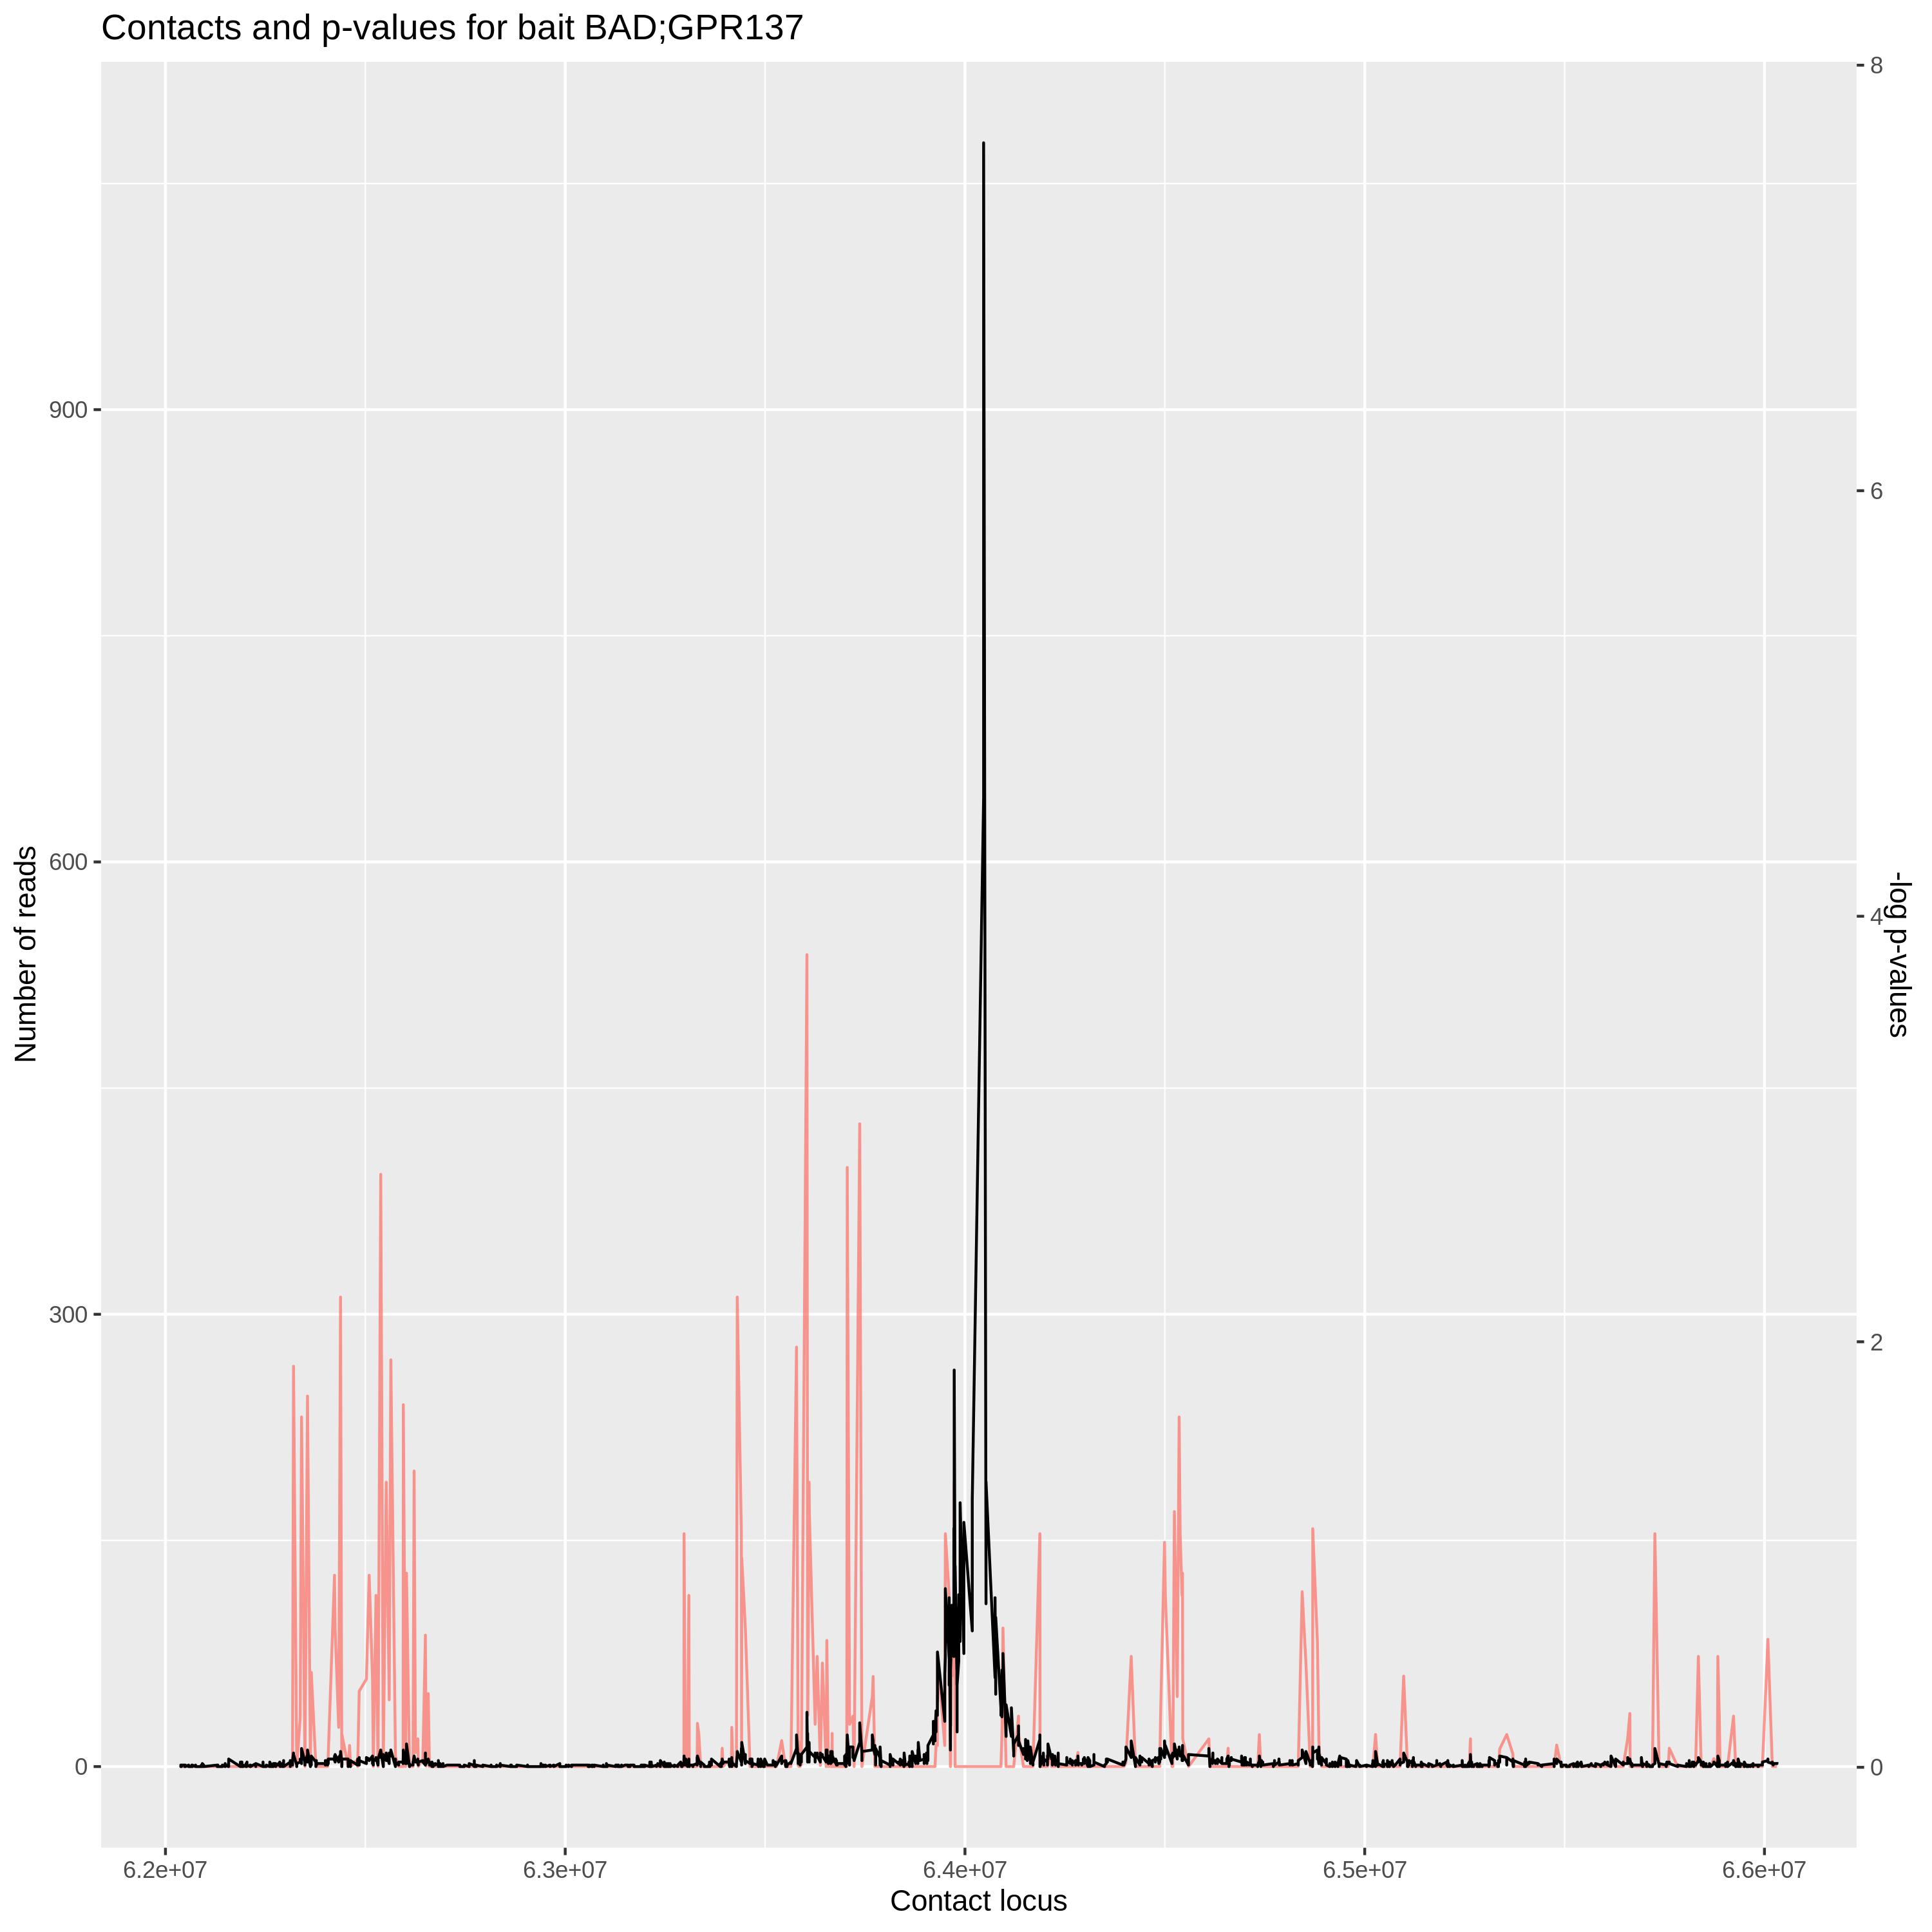 Contacts and p-values for bait BAD;GPR137
Number of reads
900
600
300
0
8
6
4
2
0
-log p-values
6.2e+07
6.3e+07
6.4e+07
6.5e+07
6.6e+07
Contact locus